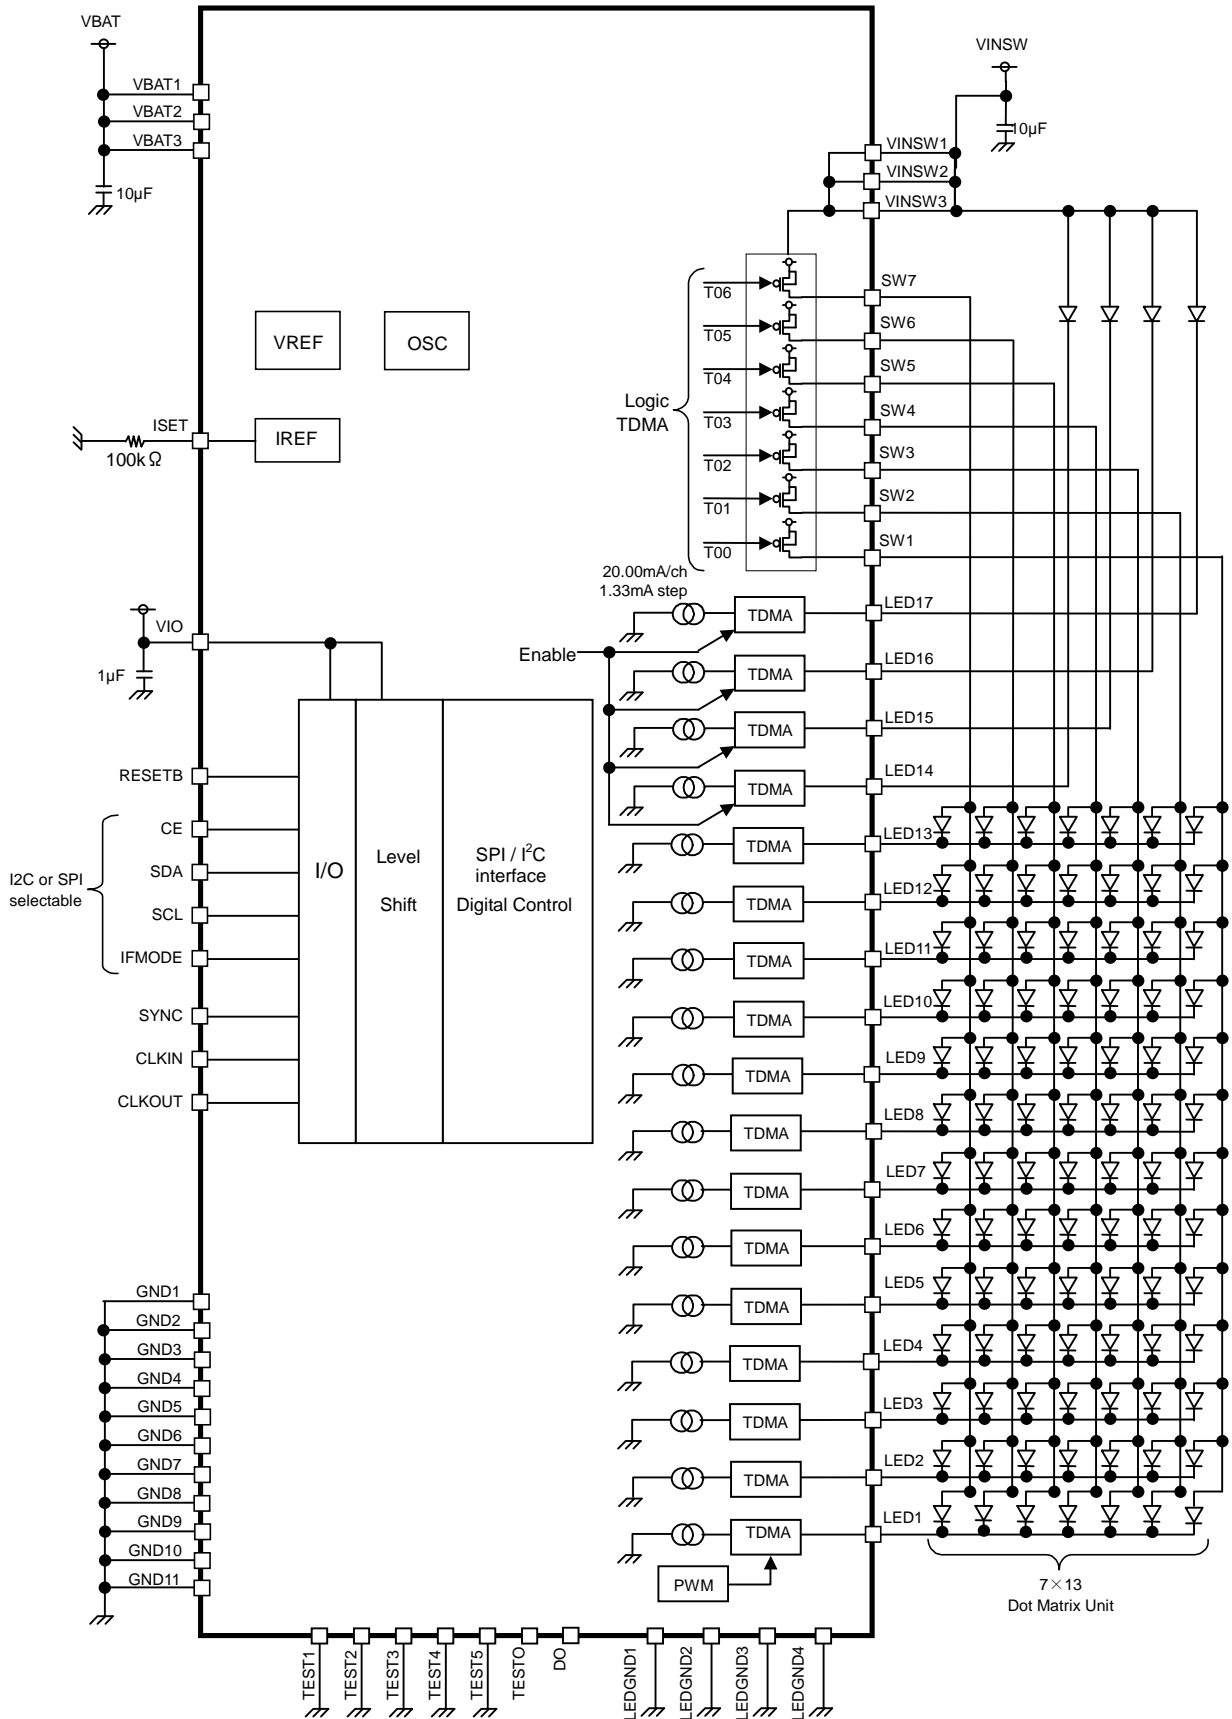 VBAT
VBAT1
VBAT2
VBAT3
10µF
VINSW
10µF
VINSW1
VINSW2
VINSW3
VREF
OSC
ISET
100kΩ
IREF
Logic
TDMA
T06
T05
T04
T03
T02
T01
T00
SW7
SW6
SW5
SW4
SW3
SW2
SW1
20.00mA/ch
1.33mA step
VIO
1µF
Enable
TDMA
LED17
TDMA
LED16
TDMA
LED15
TDMA
LED14
TDMA
LED13
TDMA
LED12
TDMA
LED11
TDMA
LED10
TDMA
LED9
TDMA
LED8
TDMA
LED7
TDMA
LED6
TDMA
LED5
TDMA
LED4
TDMA
LED3
TDMA
LED2
TDMA
LED1
PWM
RESETB
CE
SDA
SCL
IFMODE
I2C or SPI
selectable
SYNC
CLKIN
CLKOUT
I/O
Level
Shift
SPI / I²C
interface
Digital Control
GND1
GND2
GND3
GND4
GND5
GND6
GND7
GND8
GND9
GND10
GND11
7×13
Dot Matrix Unit
TEST1
TEST2
TEST3
TEST4
TEST5
TESTO
DO
LEDGND1
LEDGND2
LEDGND3
LEDGND4